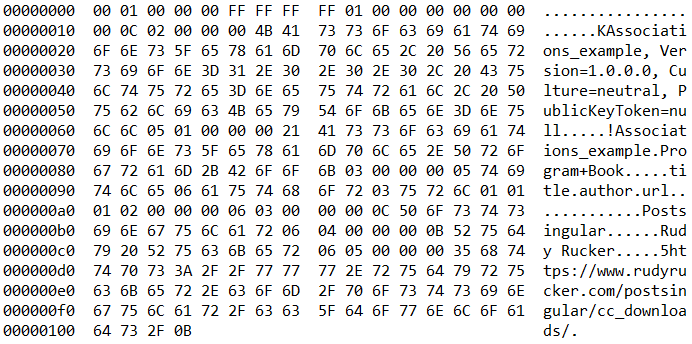 00000000 00 01 00 00 00 FF FF FF FF 01 00 00 00 00 00 00 ................
00000010 00 0C 02 00 00 00 4B 41 73 73 6F 63 69 61 74 69 ......KAssociati
00000020 6F 6E 73 5F 65 78 61 6D 70 6C 65 2C 20 56 65 72 ons_example, Ver
00000030 73 69 6F 6E 3D 31 2E 30 2E 30 2E 30 2C 20 43 75 sion=1.0.0.0, Cu
00000040 6C 74 75 72 65 3D 6E 65 75 74 72 61 6C 2C 20 50 lture=neutral, P
00000050 75 62 6C 69 63 4B 65 79 54 6F 6B 65 6E 3D 6E 75 ublicKeyToken=nu
00000060 6C 6C 05 01 00 00 00 21 41 73 73 6F 63 69 61 74 ll.....!Associat
00000070 69 6F 6E 73 5F 65 78 61 6D 70 6C 65 2E 50 72 6F ions_example.Pro
00000080 67 72 61 6D 2B 42 6F 6F 6B 03 00 00 00 05 74 69 gram+Book.....ti
00000090 74 6C 65 06 61 75 74 68 6F 72 03 75 72 6C 01 01 tle.author.url..
000000a0 01 02 00 00 00 06 03 00 00 00 0C 50 6F 73 74 73 ...........Posts
000000b0 69 6E 67 75 6C 61 72 06 04 00 00 00 0B 52 75 64 ingular......Rud
000000c0 79 20 52 75 63 6B 65 72 06 05 00 00 00 35 68 74 y Rucker.....5ht
000000d0 74 70 73 3A 2F 2F 77 77 77 2E 72 75 64 79 72 75 tps://www.rudyru
000000e0 63 6B 65 72 2E 63 6F 6D 2F 70 6F 73 74 73 69 6E cker.com/postsin
000000f0 67 75 6C 61 72 2F 63 63 5F 64 6F 77 6E 6C 6F 61 gular/cc_downloa
00000100 64 73 2F 0B ds/.